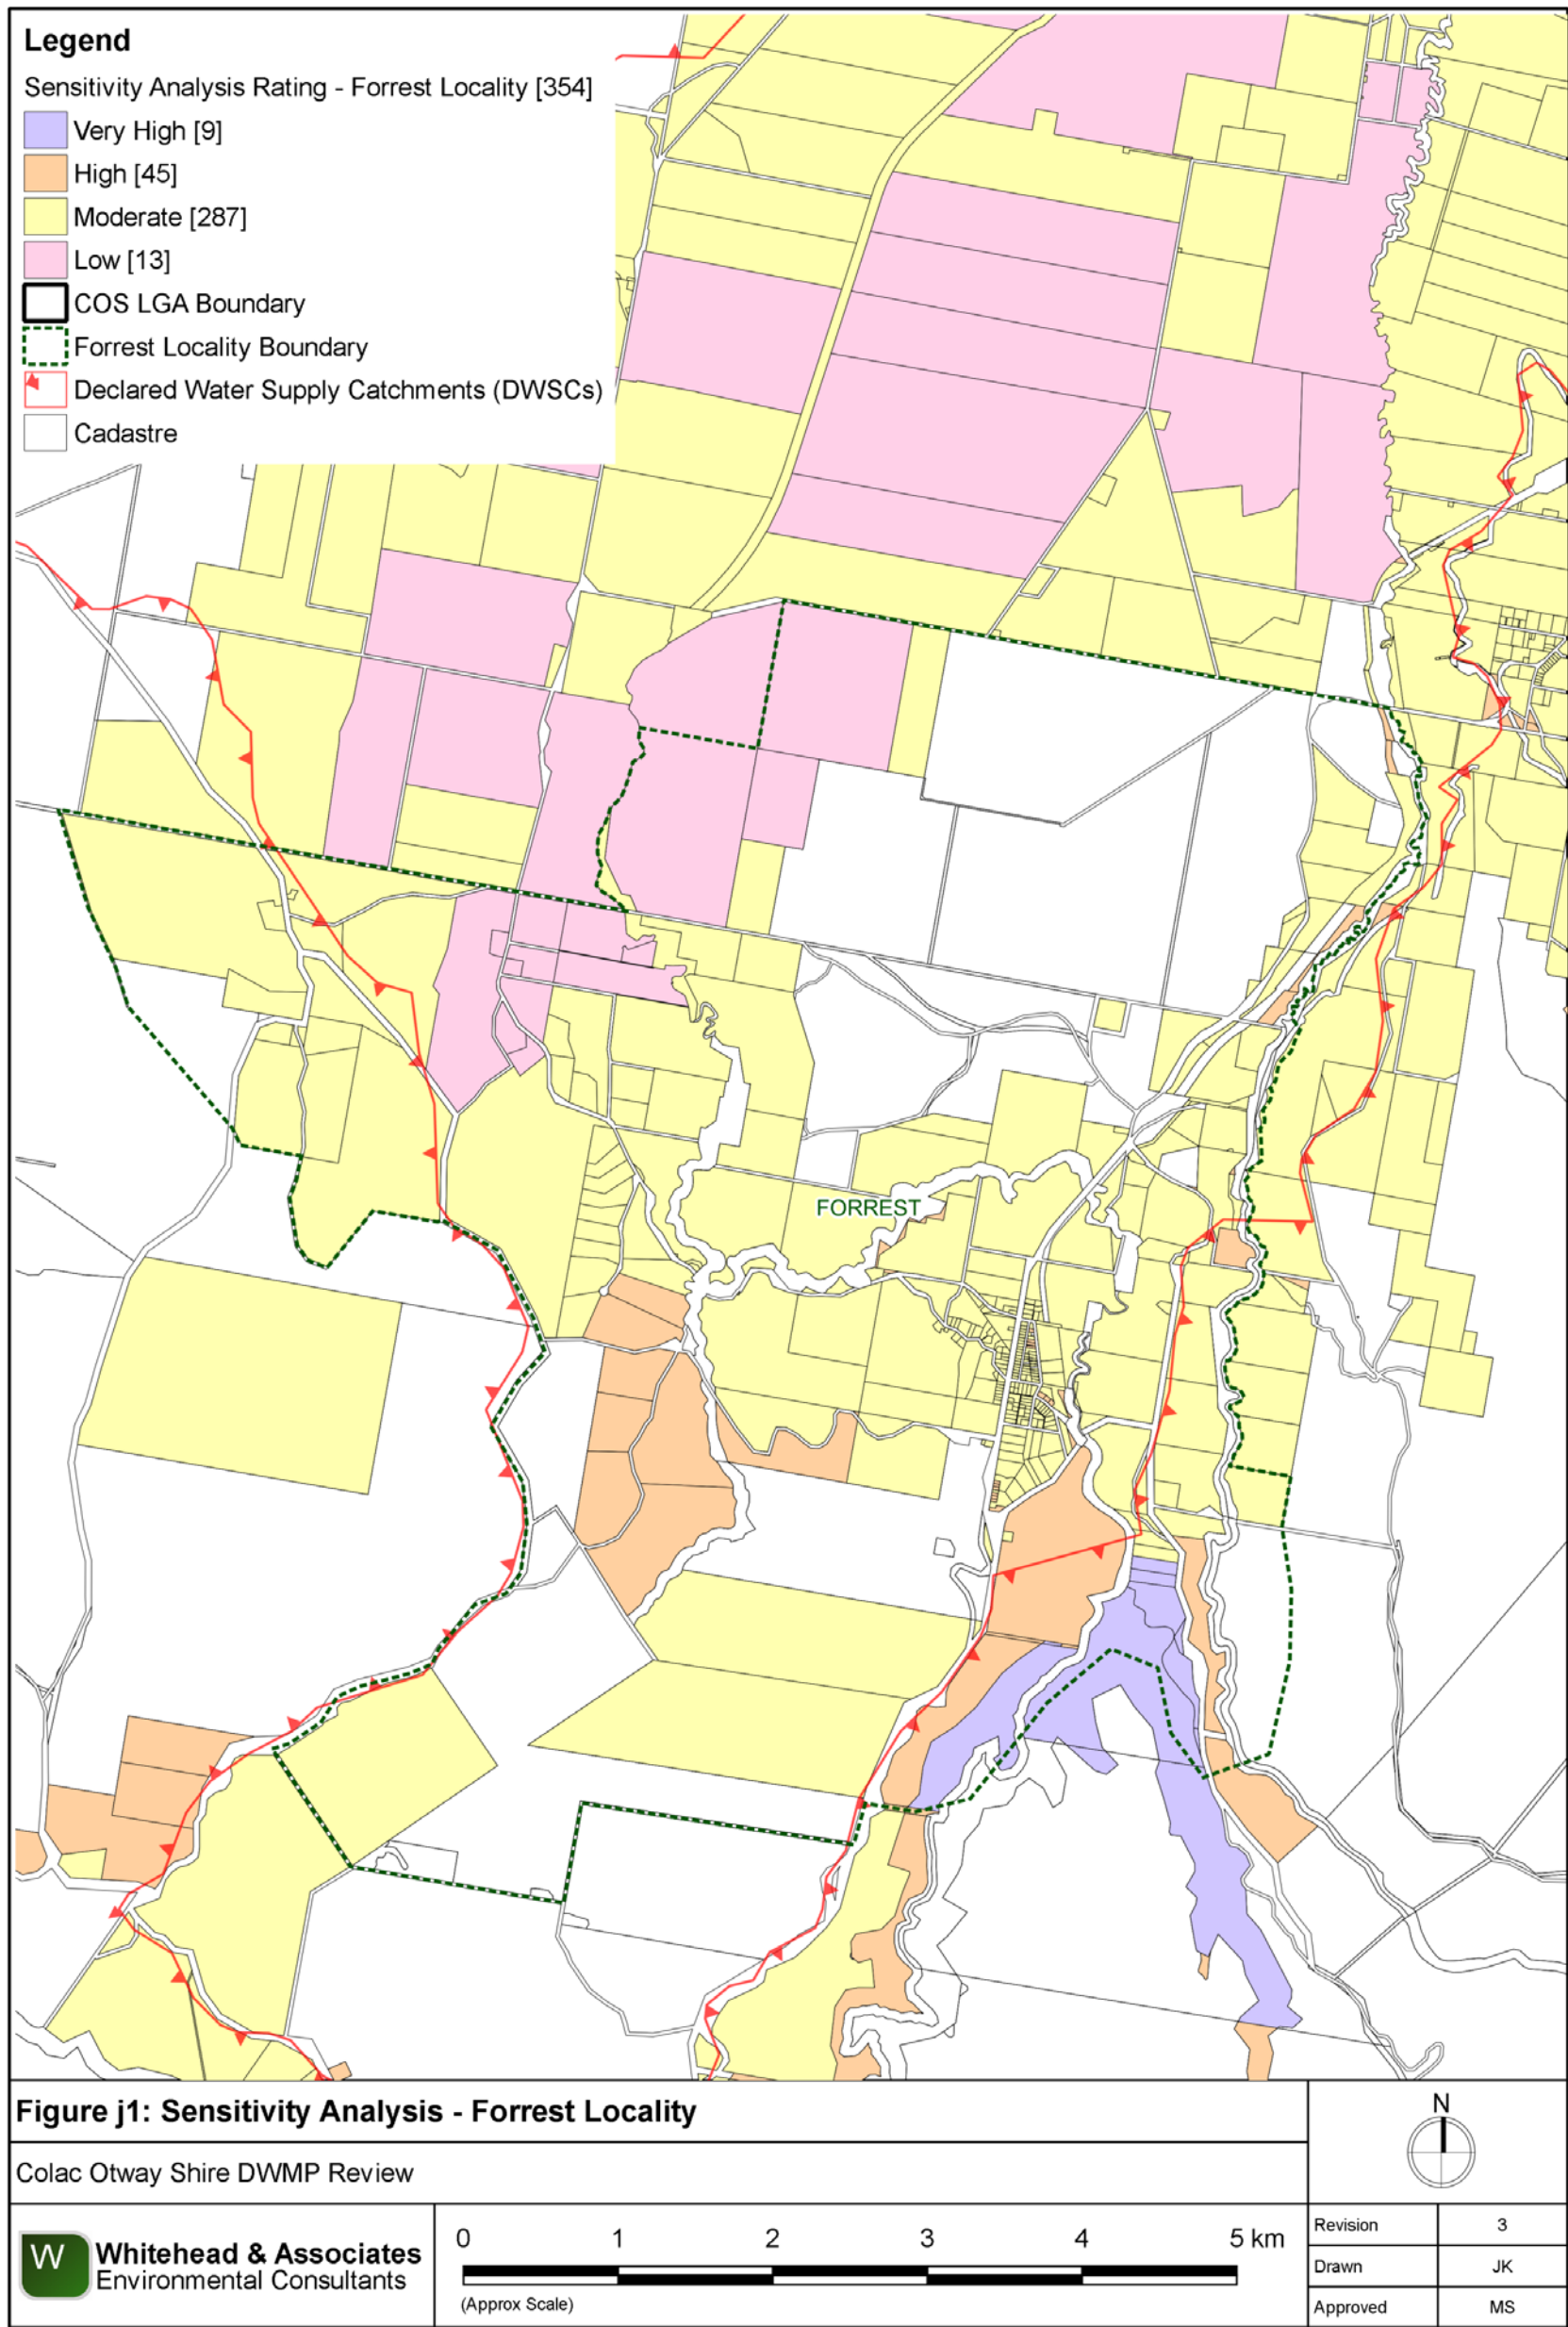 Legend
Sensitivity Analysis Rating - Forrest Locality [354]
Very High [9]
High [45]
Moderate [287]
Low [13]
COS LGA Boundary
Forrest Locality Boundary
Declared Water Supply Catchments (DWSCs)
Cadastre
FORREST
Figure j1: Sensitivity Analysis - Forrest Locality
Colac Otway Shire DWMP Review
N
W
Whitehead & Associates
Environmental Consultants
0 1 2 3 4 5 km
(Approx Scale)
Revision 3
Drawn JK
Approved MS